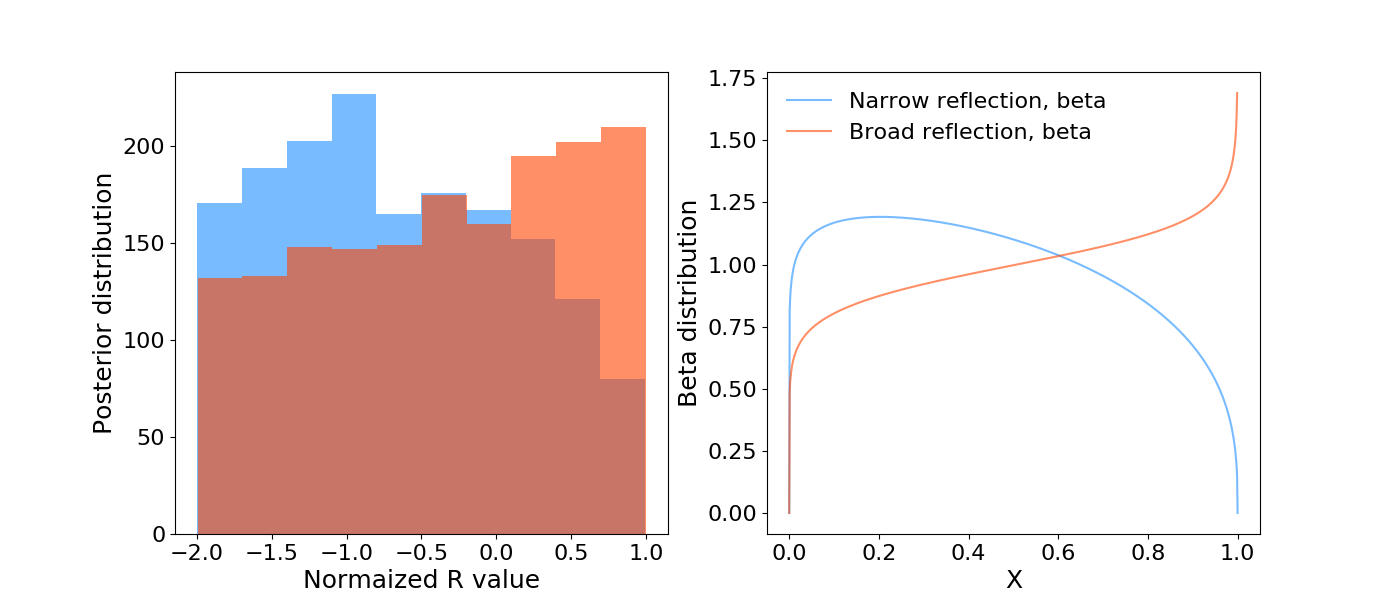 Posterior distribution
200
150
100
50
0
−2.0 −1.5 −1.0 −0.5 0.0 0.5 1.0
Normaized R value
Beta distribution
1.75
1.50
1.25
1.00
0.75
0.50
0.25
0.00
Narrow reflection, beta
Broad reflection, beta
0.0 0.2 0.4 0.6 0.8 1.0
X